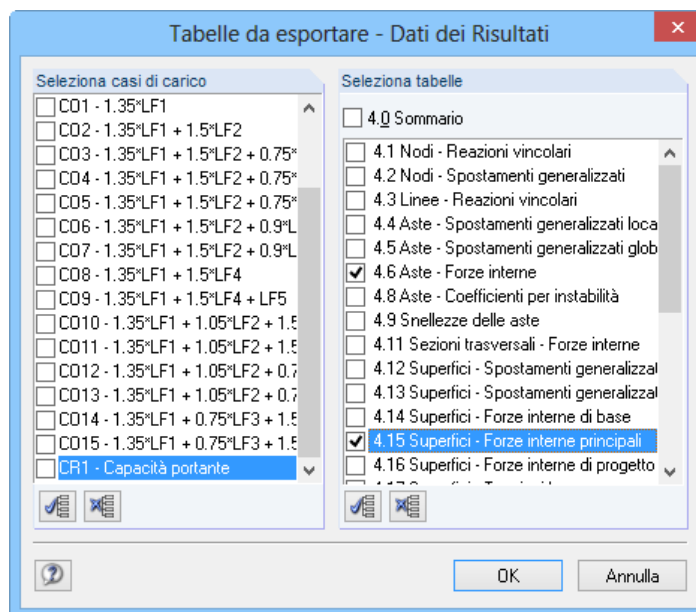 Tabelle da esportare - Dati dei Risultati
Seleziona casi di carico
CO1 - 1.35*LF1
CO2 - 1.35*LF1 + 1.5*LF2
CO3 - 1.35*LF1 + 1.5*LF2 + 0.75*
CO4 - 1.35*LF1 + 1.5*LF2 + 0.75*
CO5 - 1.35*LF1 + 1.5*LF2 + 0.75*
CO6 - 1.35*LF1 + 1.5*LF2 + 0.9*L
CO7 - 1.35*LF1 + 1.5*LF2 + 0.9*L
CO8 - 1.35*LF1 + 1.5*LF4
CO9 - 1.35*LF1 + 1.5*LF4 + LF5
CO10 - 1.35*LF1 + 1.05*LF2 + 1.5
CO11 - 1.35*LF1 + 1.05*LF2 + 1.5
CO12 - 1.35*LF1 + 1.05*LF2 + 0.7
CO13 - 1.35*LF1 + 1.05*LF2 + 0.7
CO14 - 1.35*LF1 + 0.75*LF3 + 1.5
CO15 - 1.35*LF1 + 0.75*LF3 + 1.5
CR1 - Capacità portante
Seleziona tabelle
4.0 Sommario
4.1 Nodi - Reazioni vincolari
4.2 Nodi - Spostamenti generalizzati
4.3 Linee - Reazioni vincolari
4.4 Aste - Spostamenti generalizzati loca
4.5 Aste - Spostamenti generalizzati glob
4.6 Aste - Forze interne
4.8 Aste - Coefficienti per instabilità
4.9 Snellezze delle aste
4.11 Sezioni trasversali - Forze interne
4.12 Superfici - Spostamenti generalizzat
4.13 Superfici - Spostamenti generalizzat
4.14 Superfici - Forze interne di base
4.15 Superfici - Forze interne principali
4.16 Superfici - Forze interne di progetto
OK
Annulla